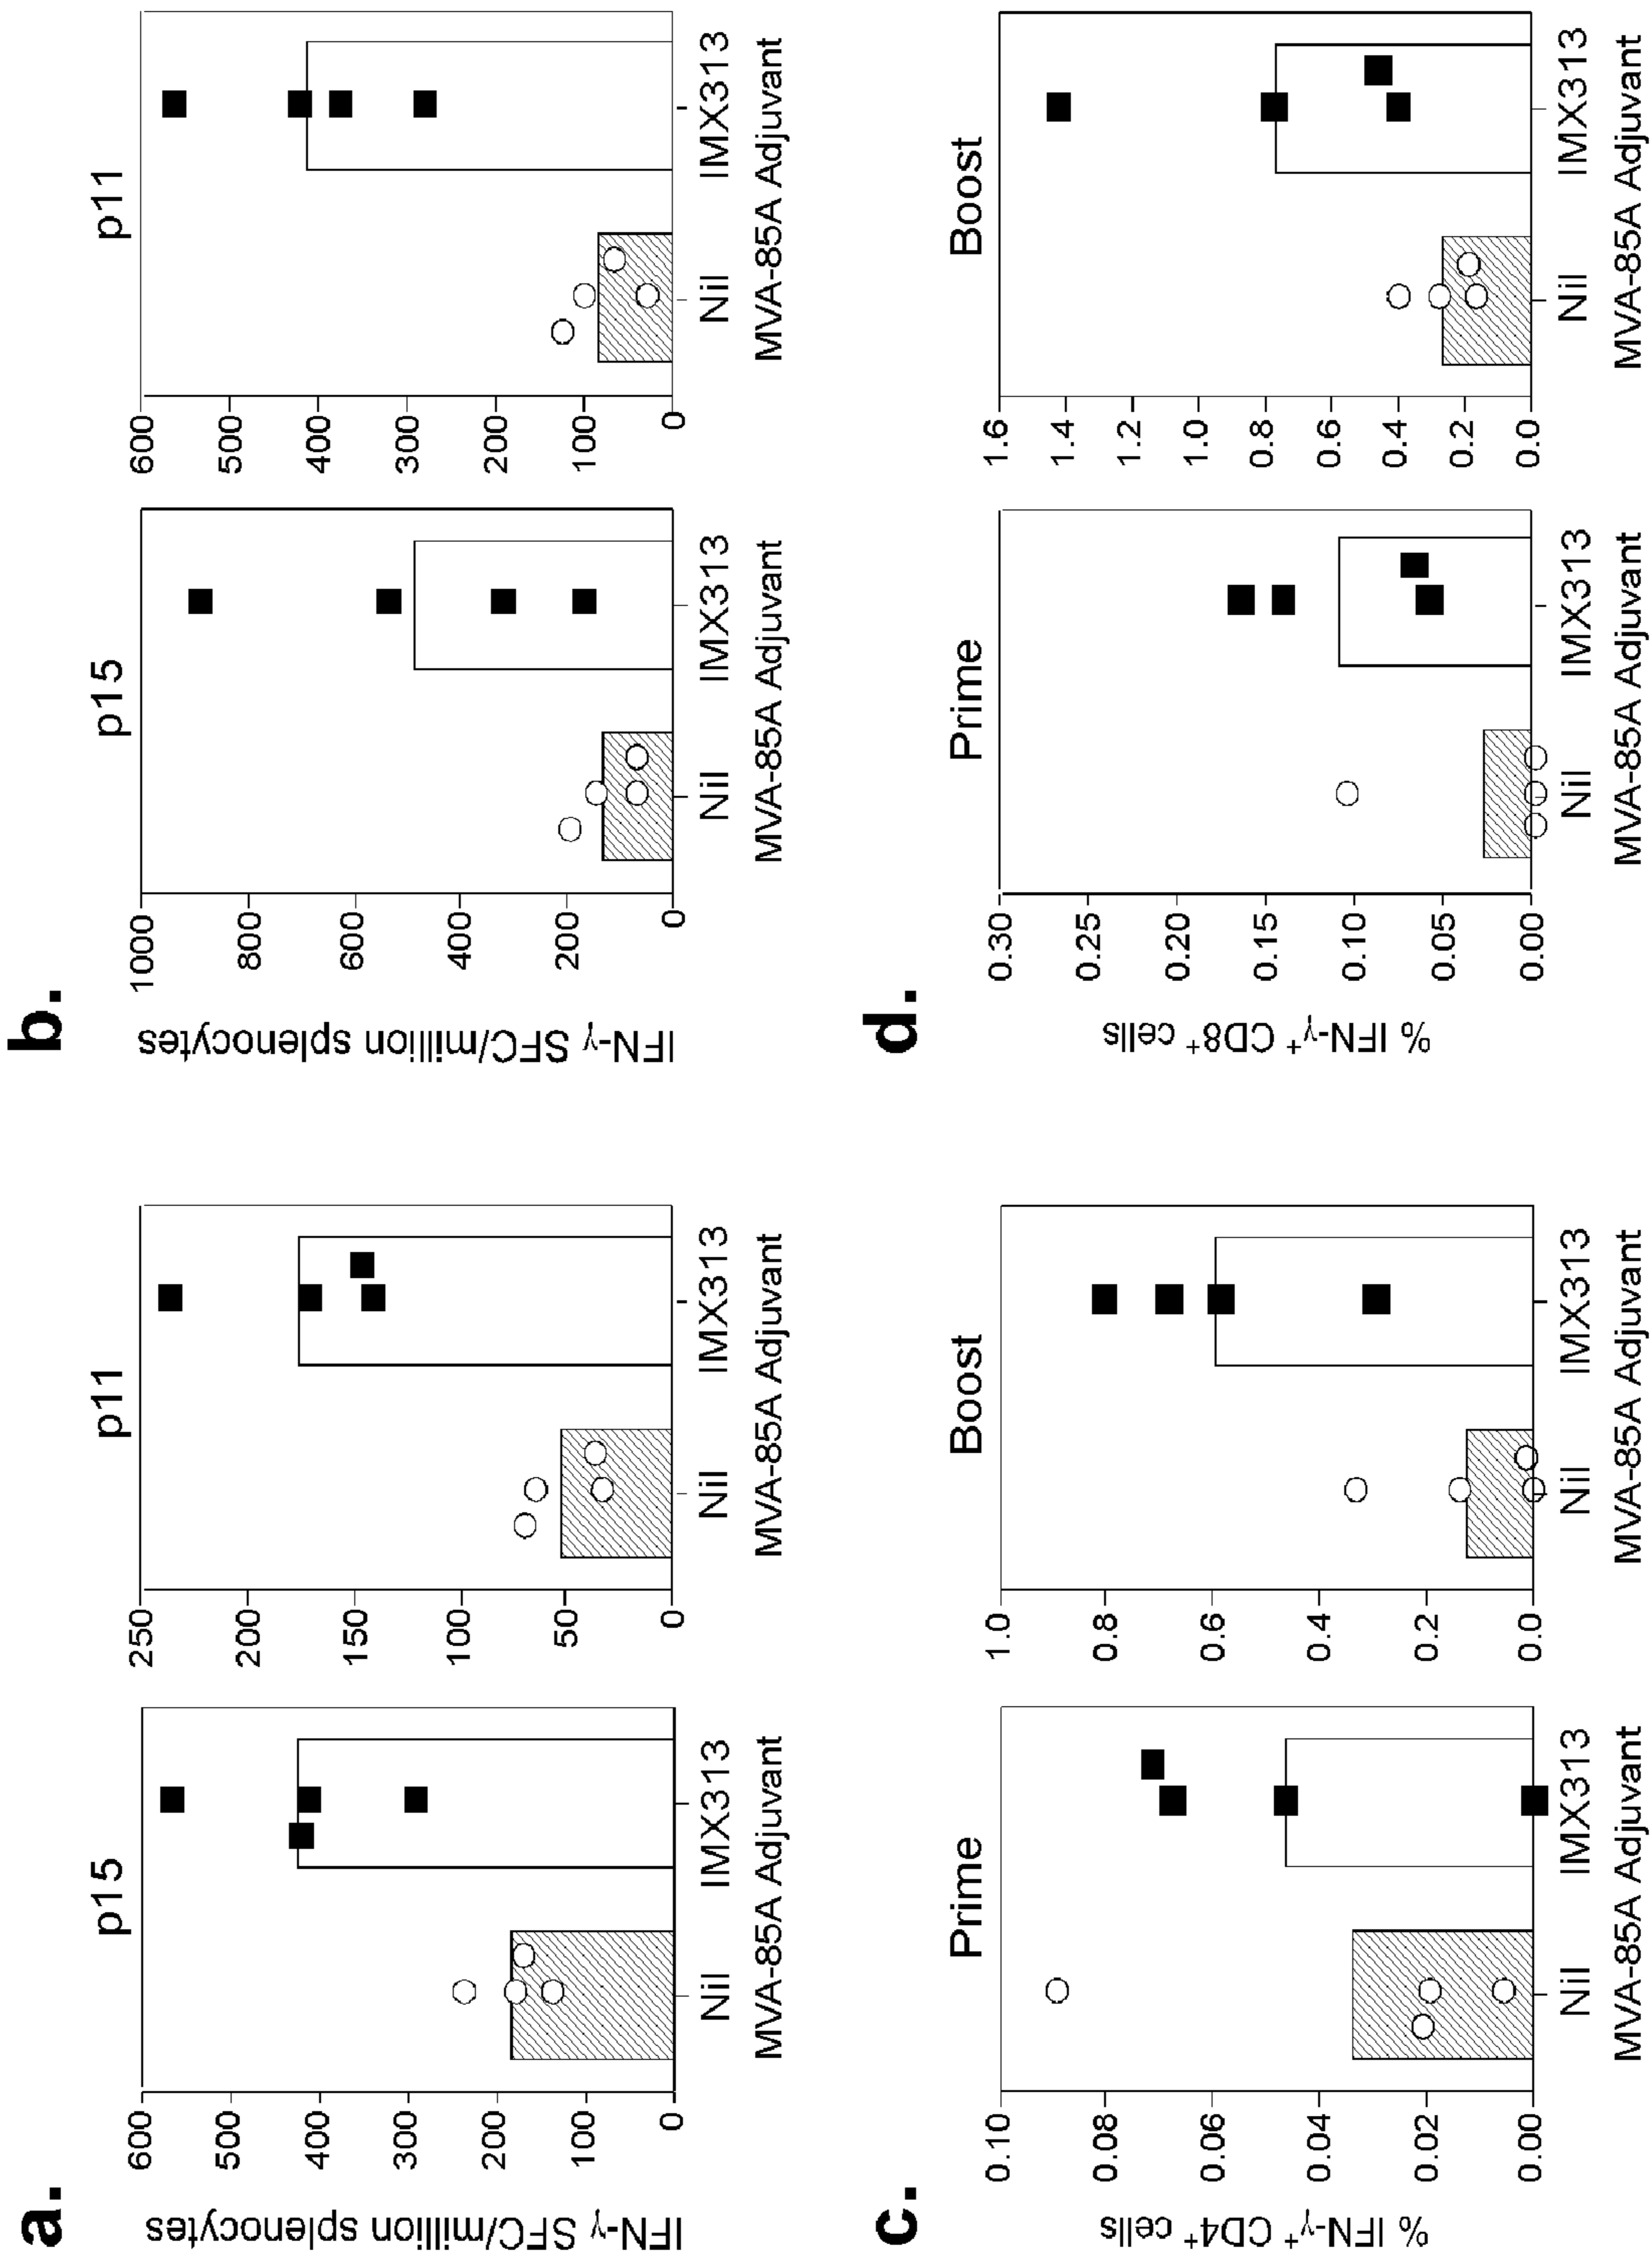 a.
p15
IFN-γ SFC/million splenocytes
600
500
400
300
200
100
0
Nil
IMX313
MVA-85A Adjuvant
p11
250
200
150
100
50
0
Nil
IMX313
MVA-85A Adjuvant
b.
p15
IFN-γ SFC/million splenocytes
1000
800
600
400
200
0
Nil
IMX313
MVA-85A Adjuvant
p11
600
500
400
300
200
100
0
Nil
IMX313
MVA-85A Adjuvant
c.
Prime
% IFN-γ⁺ CD4⁺ cells
0.10
0.08
0.06
0.04
0.02
0.00
Nil
IMX313
MVA-85A Adjuvant
Boost
1.0
0.8
0.6
0.4
0.2
0.0
Nil
IMX313
MVA-85A Adjuvant
d.
Prime
% IFN-γ⁺ CD8⁺ cells
0.30
0.25
0.20
0.15
0.10
0.05
0.00
Nil
IMX313
MVA-85A Adjuvant
Boost
1.6
1.4
1.2
1.0
0.8
0.6
0.4
0.2
0.0
Nil
IMX313
MVA-85A Adjuvant